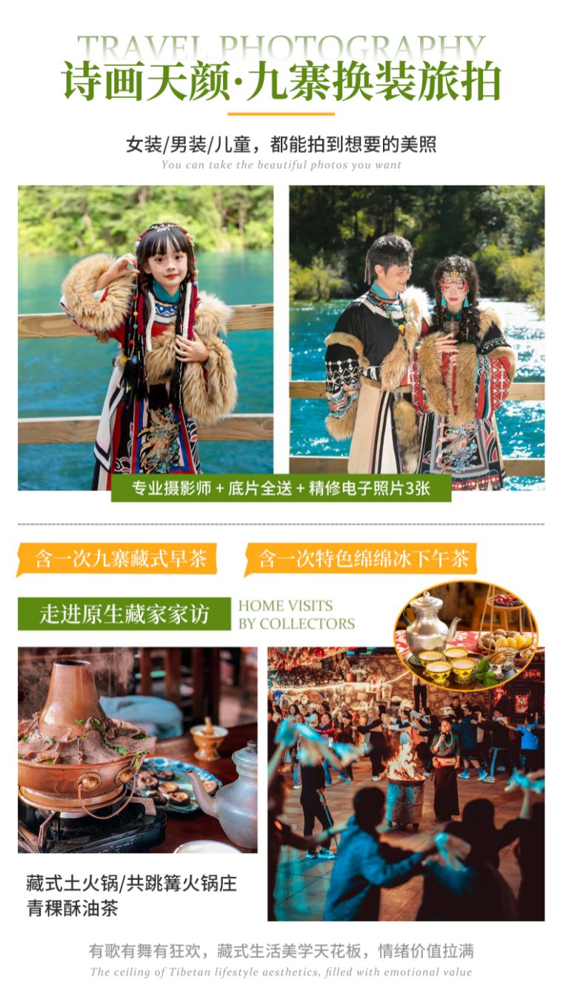 TRAVEL PHOTOGRAPHY
诗画天颜·九寨换装旅拍
女装/男装/儿童，都能拍到想要的美照
You can take the beautiful photos you want
专业摄影师 + 底片全送 + 精修电子照片3张
含一次九寨藏式早茶
含一次特色绵绵冰下午茶
走进原生藏家家访
HOME VISITS
BY COLLECTORS
藏式土火锅/共跳篝火锅庄
青稞酥油茶
有歌有舞有狂欢，藏式生活美学天花板，情绪价值拉满
The ceiling of Tibetan lifestyle aesthetics, filled with emotional value